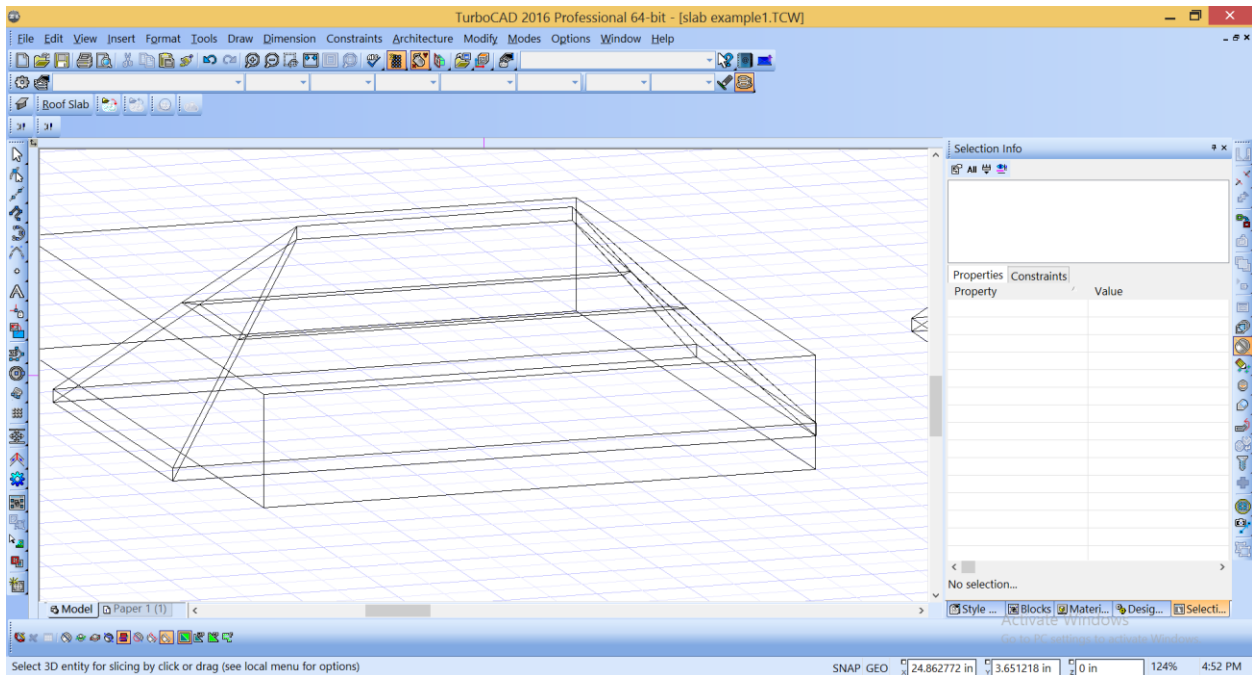 TurboCAD 2016 Professional 64-bit - [slab example1.TCW]
File Edit View Insert Format Tools Draw Dimension Constraints Architecture Modify Modes Options Window Help
Roof Slab
Selection Info
All
Properties Constraints
Property Value
No selection...
Model Paper 1 (1)
Style ... Blocks Materi... Desig... Selecti...
Activate Windows
Go to PC settings to activate Windows.
Select 3D entity for slicing by click or drag (see local menu for options)
SNAP GEO 24.862772 in 3.651218 in 0 in 124% 4:52 PM